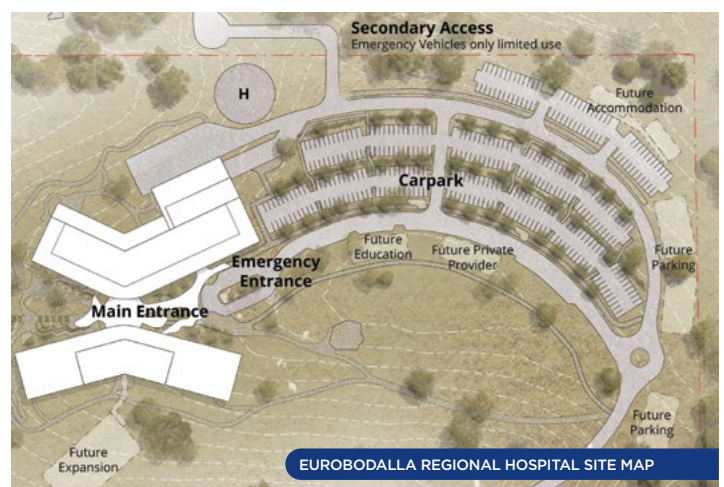 Secondary Access
Emergency Vehicles only limited use
H
Future
Accommodation
Carpark
Future
Education
Future Private
Provider
Future
Parking
Emergency
Entrance
Main Entrance
Future
Parking
Future
Expansion
EUROBODALLA REGIONAL HOSPITAL SITE MAP